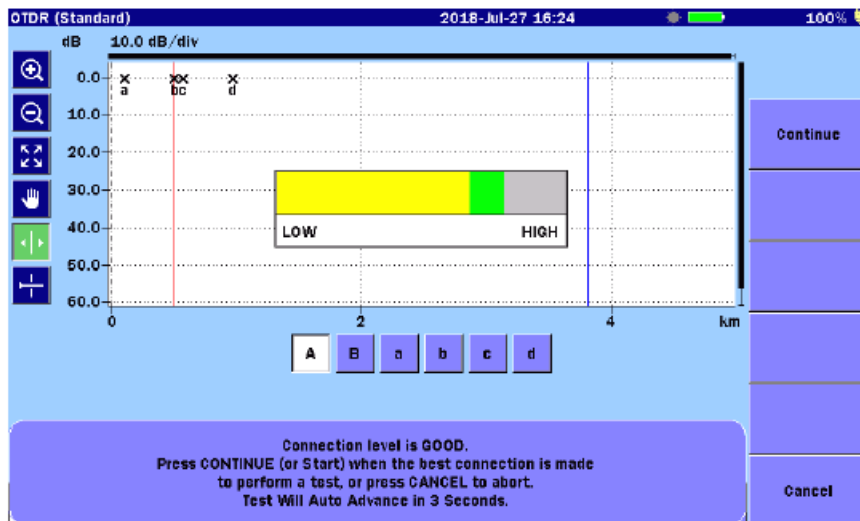 OTDR (Standard) 2018-Jul-27 16:24 100%
dB 10.0 dB/div
0.0
a b c d
10.0
20.0
30.0
40.0
50.0
60.0
LOW HIGH
0 2 4 km
A B a b c d
Continue
Connection level is GOOD.
Press CONTINUE (or Start) when the best connection is made
to perform a test, or press CANCEL to abort.
Test Will Auto Advance in 3 Seconds.
Cancel